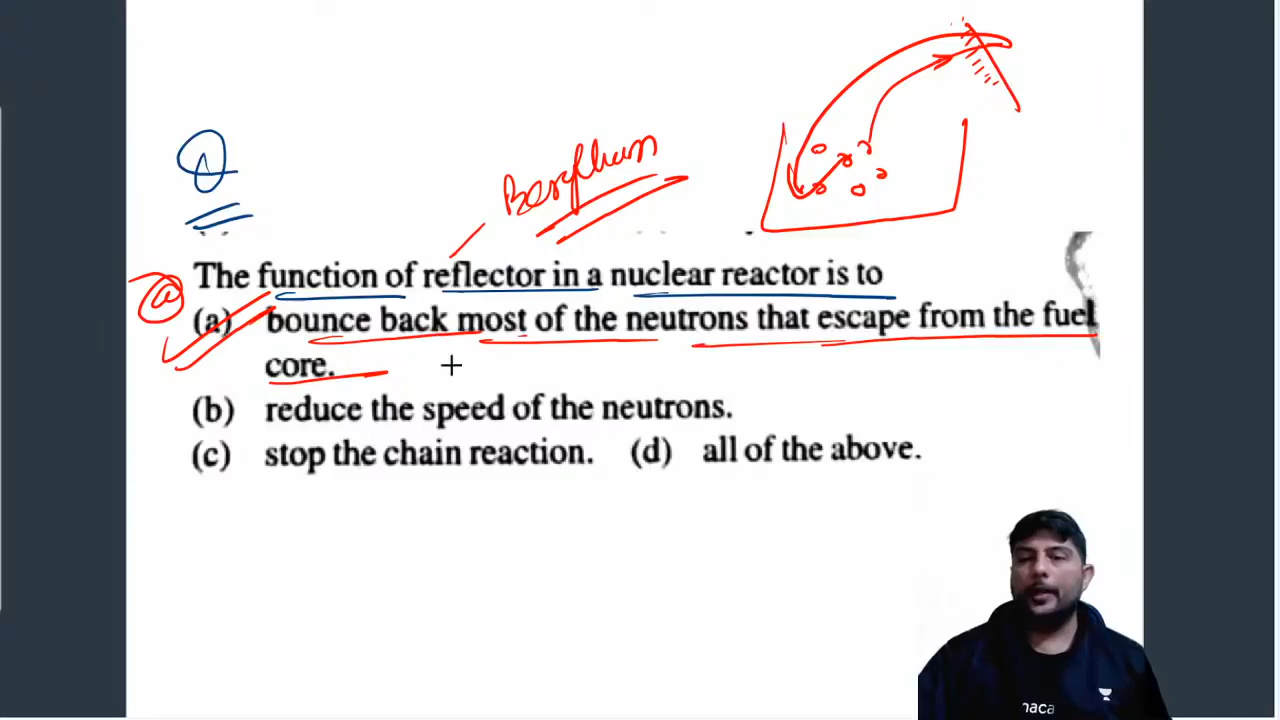 Q
Beryllium
The function of reflector in a nuclear reactor is to
(a)
(a) bounce back most of the neutrons that escape from the fuel
core.
(b) reduce the speed of the neutrons.
(c) stop the chain reaction. (d) all of the above.
naca